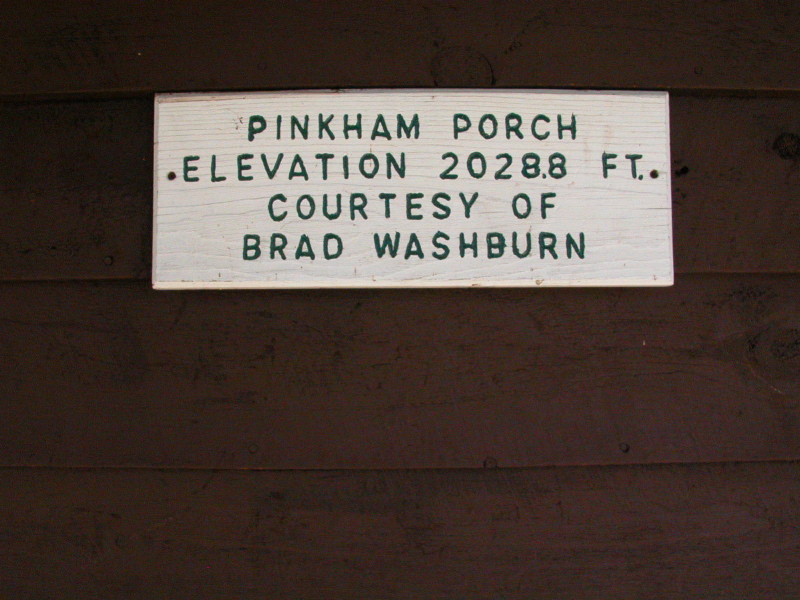 PINKHAM PORCH
ELEVATION 2028.8 FT.
COURTESY OF
BRAD WASHBURN